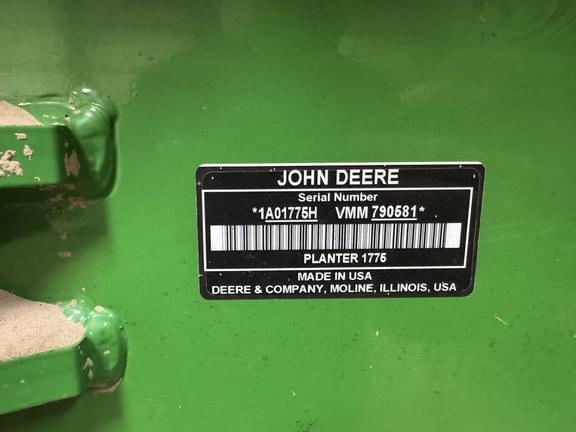 JOHN DEERE
Serial Number
*1A01775H VMM 790581*
PLANTER 1775
MADE IN USA
DEERE & COMPANY, MOLINE, ILLINOIS, USA